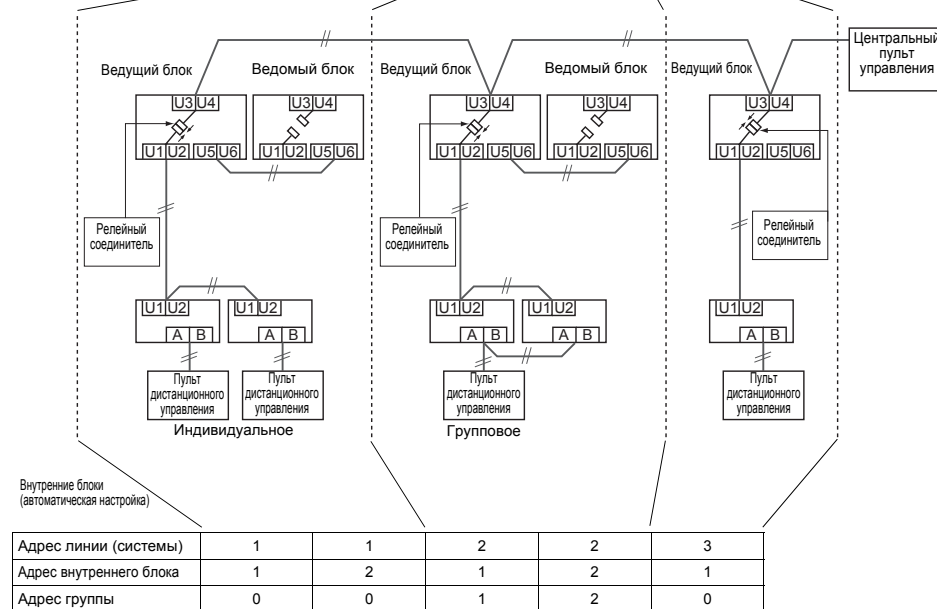 Центральный
пульт
управления
Ведущий блок
Ведомый блок
Ведущий блок
Ведомый блок
Ведущий блок
U3 U4
U3 U4
U3 U4
U3 U4
U3 U4
U1 U2 U5 U6
U1 U2 U5 U6
U1 U2 U5 U6
U1 U2 U5 U6
U1 U2 U5 U6
Релейный
соединитель
Релейный
соединитель
Релейный
соединитель
U1 U2
U1 U2
U1 U2
U1 U2
U1 U2
A B
A B
A B
A B
A B
Пульт
дистанционного
управления
Пульт
дистанционного
управления
Пульт
дистанционного
управления
Пульт
дистанционного
управления
Индивидуальное
Групповое
Внутренние блоки
(автоматическая настройка)
Адрес линии (системы) 1 1 2 2 3
Адрес внутреннего блока 1 2 1 2 1
Адрес группы 0 0 1 2 0